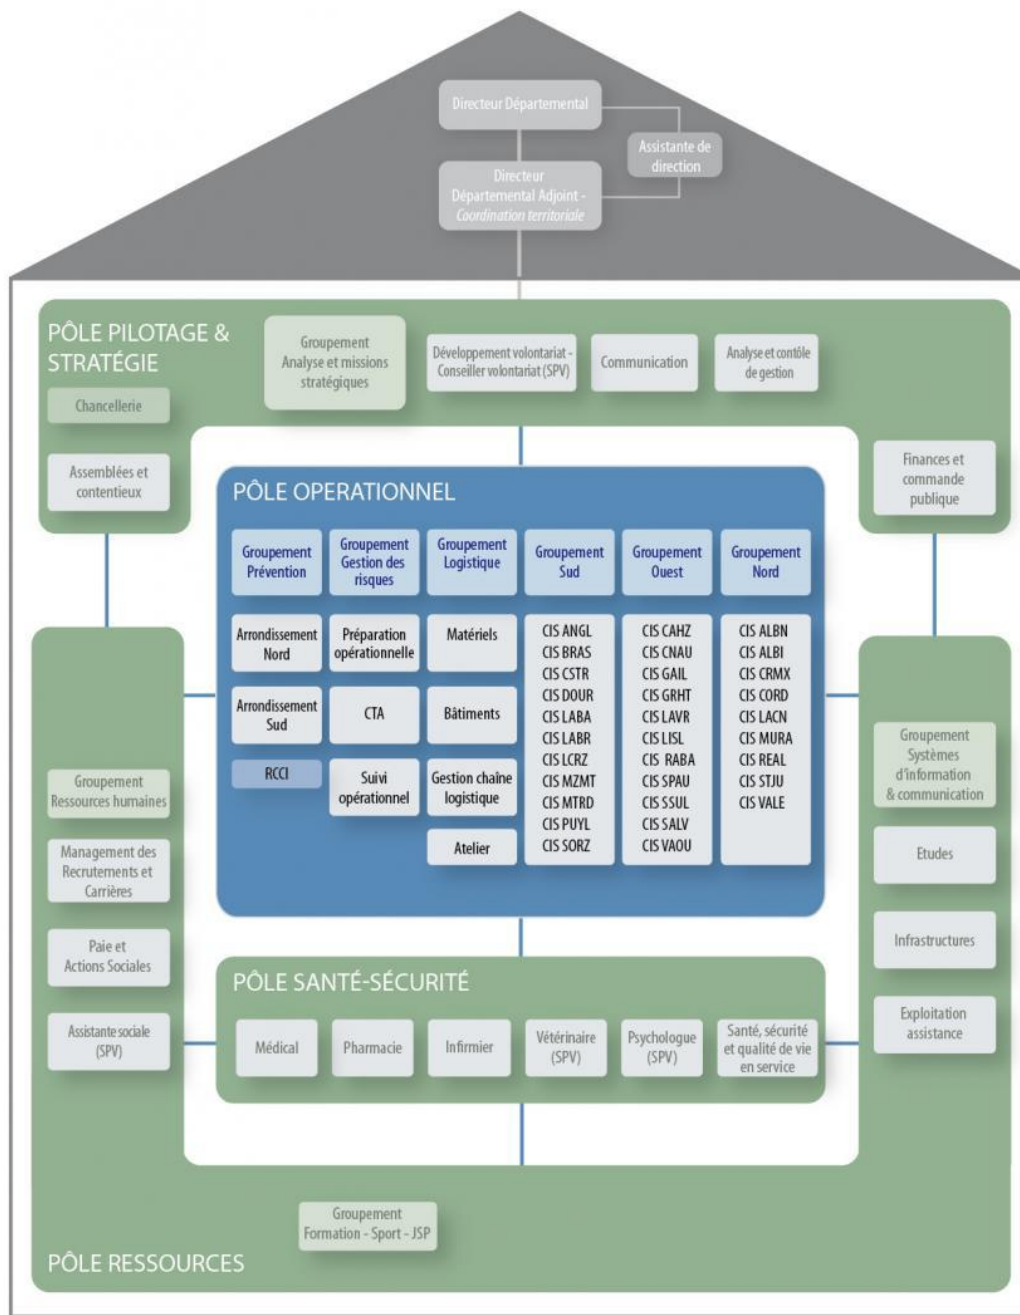 Directeur Départemental
Assistante de
direction
Directeur
Départemental Adjoint -
Coordination territoriale
PÔLE PILOTAGE &
STRATÉGIE
Groupement
Analyse et missions
stratégiques
Développement volontariat -
Conseiller volontariat (SPV)
Communication
Analyse et contôle
de gestion
Chancellerie
Assemblées et
contentieux
Finances et
commande
publique
PÔLE OPERATIONNEL
Groupement
Prévention
Arrondissement
Nord
Arrondissement
Sud
RCCI
Groupement
Gestion des
risques
Préparation
opérationnelle
CTA
Suivi
opérationnel
Groupement
Logistique
Matériels
Bâtiments
Gestion chaîne
logistique
Atelier
Groupement
Sud
CIS ANGL
CIS BRAS
CIS CSTR
CIS DOUR
CIS LABA
CIS LABR
CIS LCRZ
CIS MZMT
CIS MTRD
CIS PUYL
CIS SORZ
Groupement
Ouest
CIS CAHZ
CIS CNAU
CIS GAIL
CIS GRHT
CIS LAVR
CIS LISL
CIS RABA
CIS SPAU
CIS SSUL
CIS SALV
CIS VAOU
Groupement
Nord
CIS ALBN
CIS ALBI
CIS CRMX
CIS CORD
CIS LACN
CIS MURA
CIS REAL
CIS STJU
CIS VALE
Groupement
Ressources humaines
Management des
Recrutements et
Carrières
Paie et
Actions Sociales
Assistante sociale
(SPV)
Groupement
Systèmes
d'information
& communication
Etudes
Infrastructures
Exploitation
assistance
PÔLE SANTÉ-SÉCURITÉ
Médical
Pharmacie
Infirmier
Vétérinaire
(SPV)
Psychologue
(SPV)
Santé, sécurité
et qualité de vie
en service
Groupement
Formation - Sport - JSP
PÔLE RESSOURCES